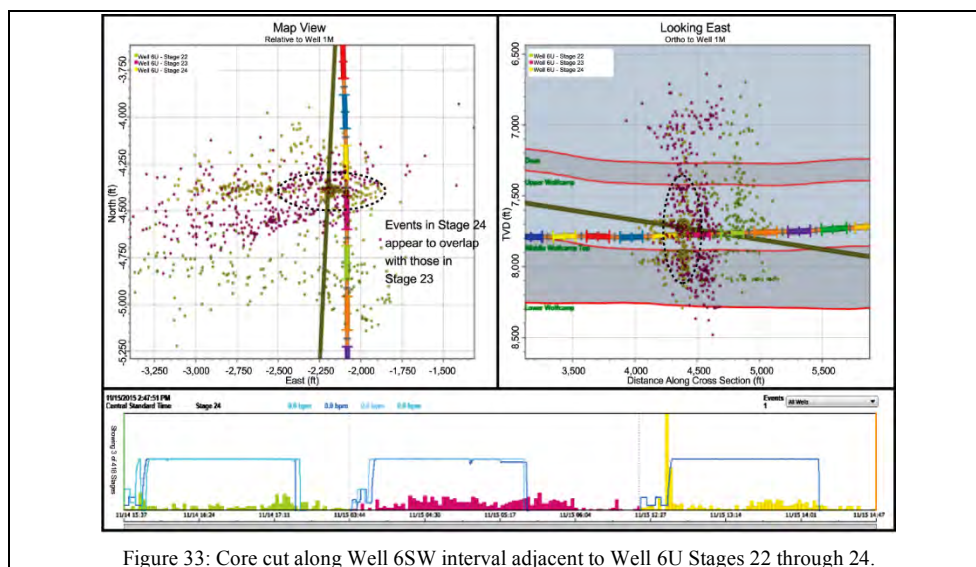 Map View
Relative to Well 1M
Well 6U - Stage 22
Well 6U - Stage 23
Well 6U - Stage 24
-3,750
-4,000
-4,250
-4,500
-4,750
-5,000
-5,250
North (ft)
Events in Stage 24
appear to overlap
with those in
Stage 23
-3,250 -3,000 -2,750 -2,500 -2,250 -2,000 -1,750 -1,500
East (ft)
Looking East
Ortho to Well 1M
Well 6U - Stage 22
Well 6U - Stage 23
Well 6U - Stage 24
6,500
7,000
7,500
8,000
8,500
TVD (ft)
Dean
Upper Wolfcamp
Middle Wolfcamp Top
Lower Wolfcamp
3,500 4,000 4,500 5,000 5,500
Distance Along Cross Section (ft)
11/15/2015 2:47:51 PM
Central Standard Time Stage 24 0.0 bpm 0.0 bpm 0.0 bpm 0.0 bpm
Events
1 All Wells
Showing 3 of 418 Stages
11/14 15:37 11/14 16:24 11/14 17:11 11/15 03:44 11/15 04:30 11/15 05:17 11/15 06:04 11/15 12:27 11/15 13:14 11/15 14:01 11/15 14:47
Figure 33: Core cut along Well 6SW interval adjacent to Well 6U Stages 22 through 24.